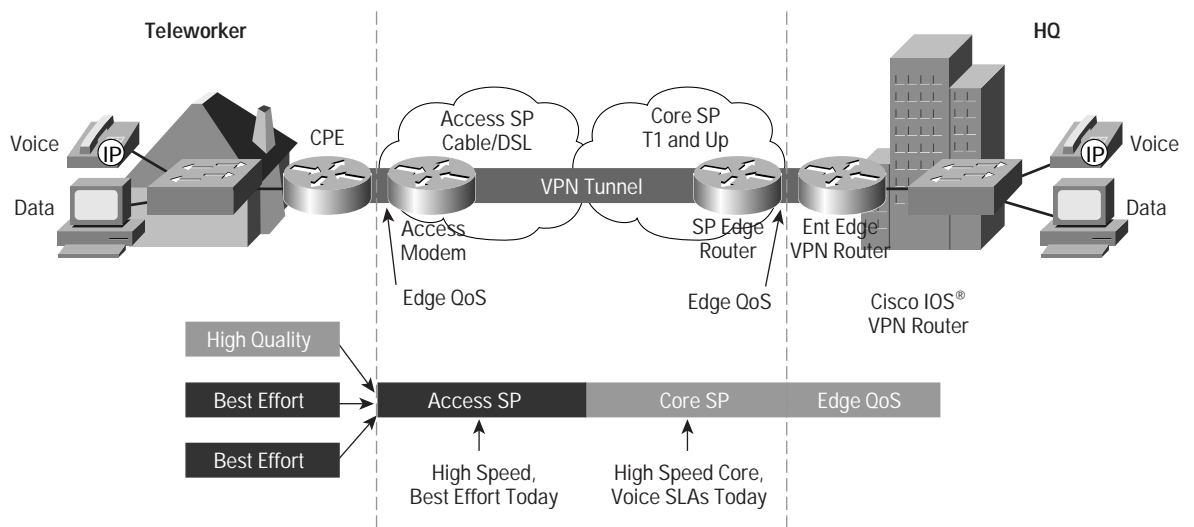 Teleworker
HQ
Voice
IP
Data
CPE
Access SP
Cable/DSL
Core SP
T1 and Up
VPN Tunnel
Access
Modem
SP Edge
Router
Ent Edge
VPN Router
IP
Voice
Data
Edge QoS
Edge QoS
Cisco IOS®
VPN Router
High Quality
Best Effort
Best Effort
Access SP
Core SP
Edge QoS
High Speed,
Best Effort Today
High Speed Core,
Voice SLAs Today